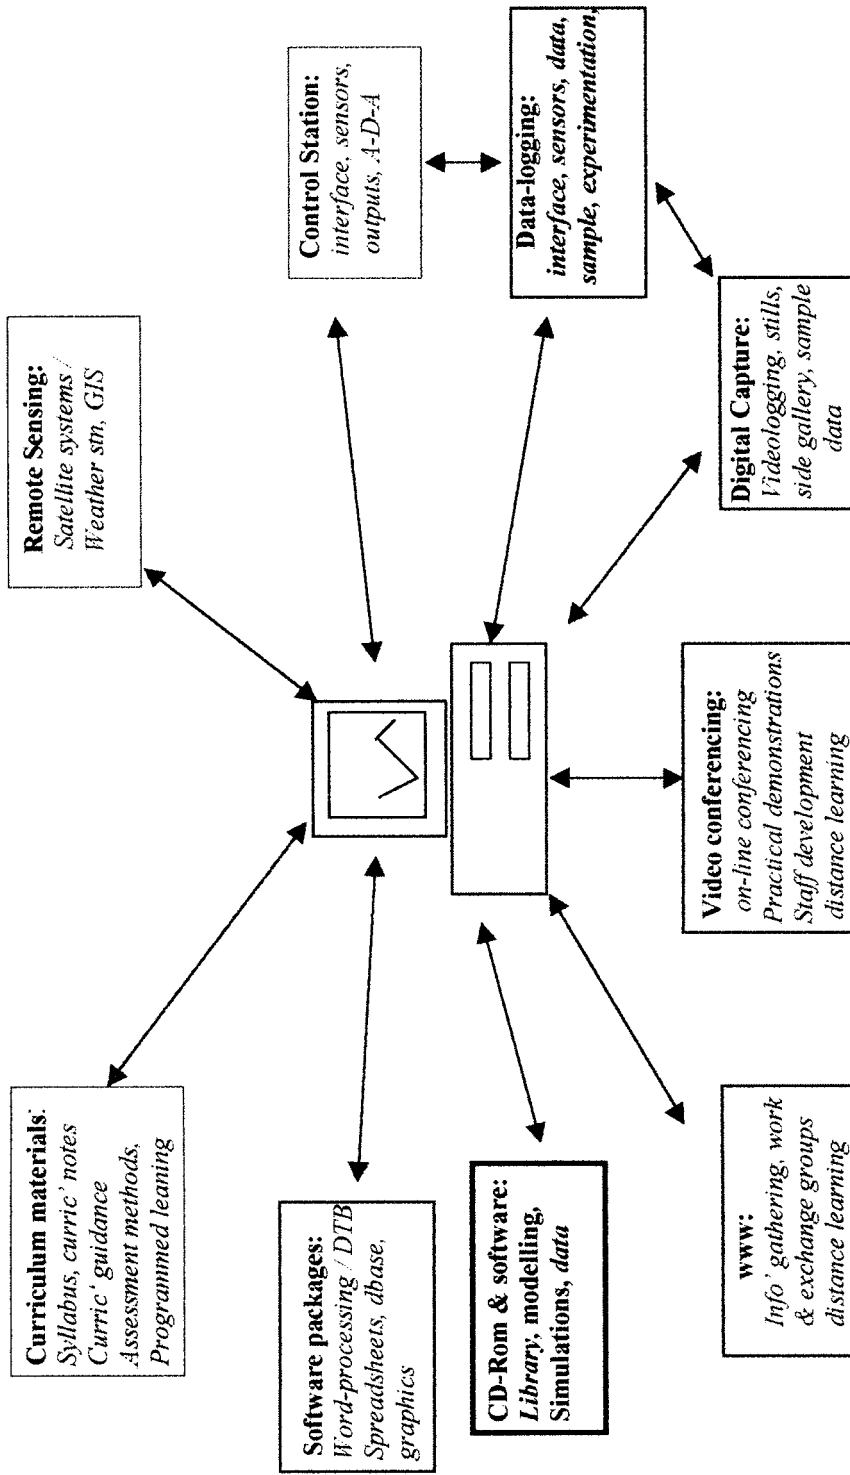 Curriculum materials:
Syllabus, curric' notes
Curric' guidance
Assessment methods,
Programmed leaning
Remote Sensing:
Satellite systems /
Weather stn, GIS
Software packages:
Word-processing / DTB
Spreadsheets, dbase,
graphics
Control Station:
interface, sensors,
outputs, A-D-A
CD-Rom & software:
Library, modelling,
Simulations, data
Data-logging:
interface, sensors, data,
sample, experimentation,
www:
Info' gathering, work
& exchange groups
distance learning
Video conferencing:
on-line conferencing
Practical demonstrations
Staff development
distance learning
Digital Capture:
Videologging, stills,
side gallery, sample
data